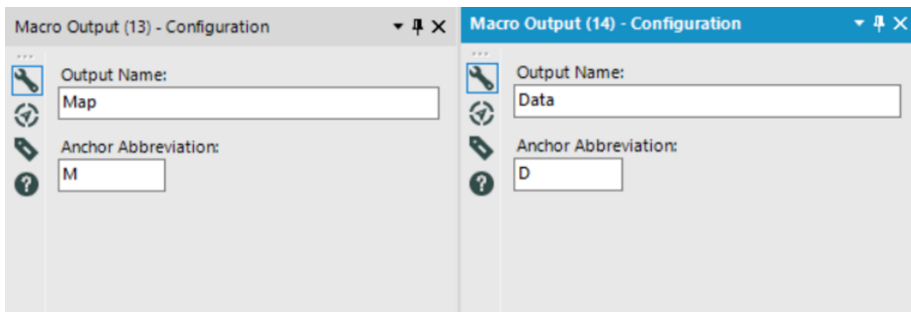 Macro Output (13) - Configuration
Output Name:
Map
Anchor Abbreviation:
M
Macro Output (14) - Configuration
Output Name:
Data
Anchor Abbreviation:
D